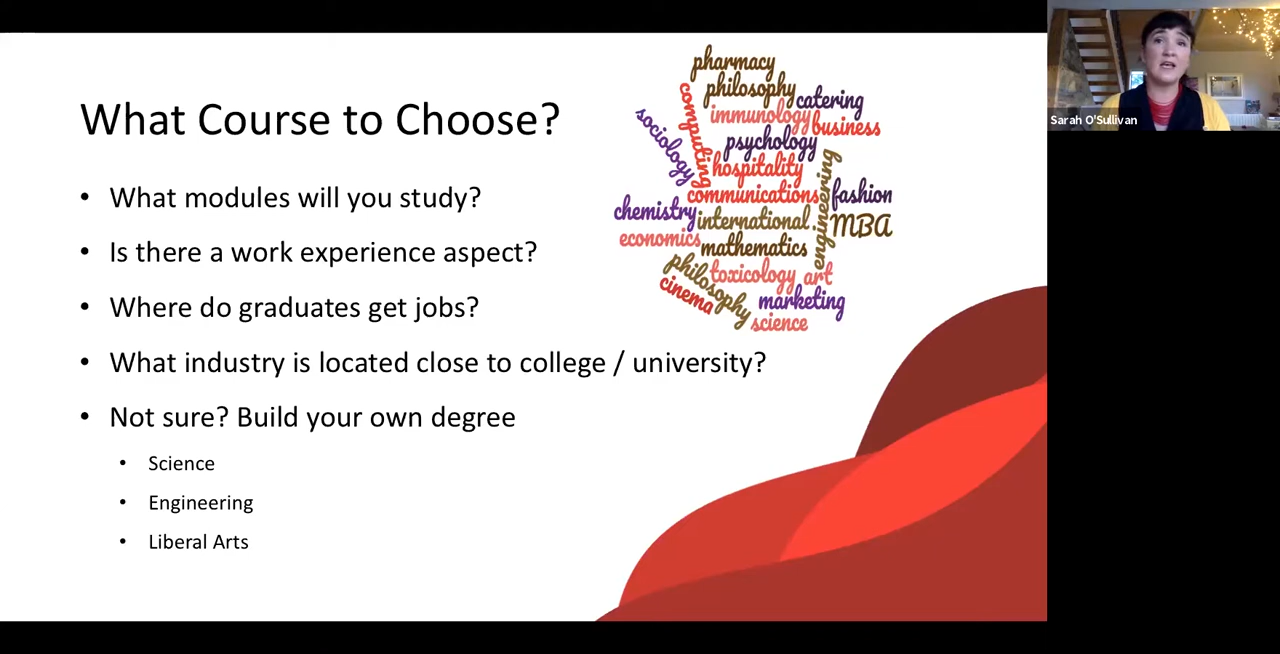 What Course to Choose?
• What modules will you study?
• Is there a work experience aspect?
• Where do graduates get jobs?
• What industry is located close to college / university?
• Not sure? Build your own degree
• Science
• Engineering
• Liberal Arts
pharmacy
philosophy
catering
computing
immunology
business
sociology
psychology
hospitality
engineering
communications
fashion
chemistry
international
MBA
economics
mathematics
philosophy
toxicology
art
cinema
marketing
science
Sarah O'Sullivan